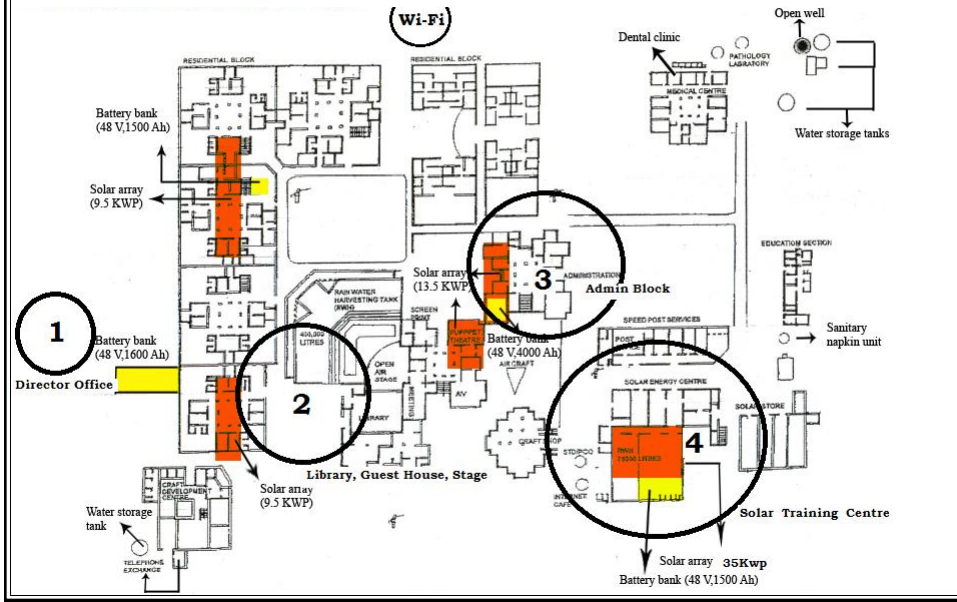 Wi-Fi
Open well
Dental clinic
PATHOLOGY
LABRATORY
RESIDENTIAL BLOCK
RESIDENTIAL BLOCK
MEDICAL CENTRE
Battery bank
(48 V,1500 Ah)
Water storage tanks
Solar array
(9.5 KWP)
EDUCATION SECTION
3
Solar array
(13.5 KWP)
ADMINISTRATION
Admin Block
RAIN WATER
HARVESTING TANK
(RWH)
400,000
LITRES
SCREEN
PRINT
SPEED POST SERVICES
1
PUPPET
THEATRE
POST
Battery bank
(48 V,1600 Ah)
Battery bank
(48 V,4000 Ah)
Sanitary
napkin unit
OPEN
AIR
STAGE
AIR CRAFT
Director Office
MEETING
SOLAR ENERGY CENTRE
2
AV
LIBRARY
SOLAR STORE
CRAFT SHOP
4
STD/PCO
LITRES
Library, Guest House, Stage
CRAFT
DEVELOPMENT
CENTRE
Solar array
(9.5 KWP)
INTERNET
CAFE
Water storage
tank
Solar Training Centre
TELEPHONE
EXCHANGE
Solar array 35Kwp
Battery bank (48 V,1500 Ah)